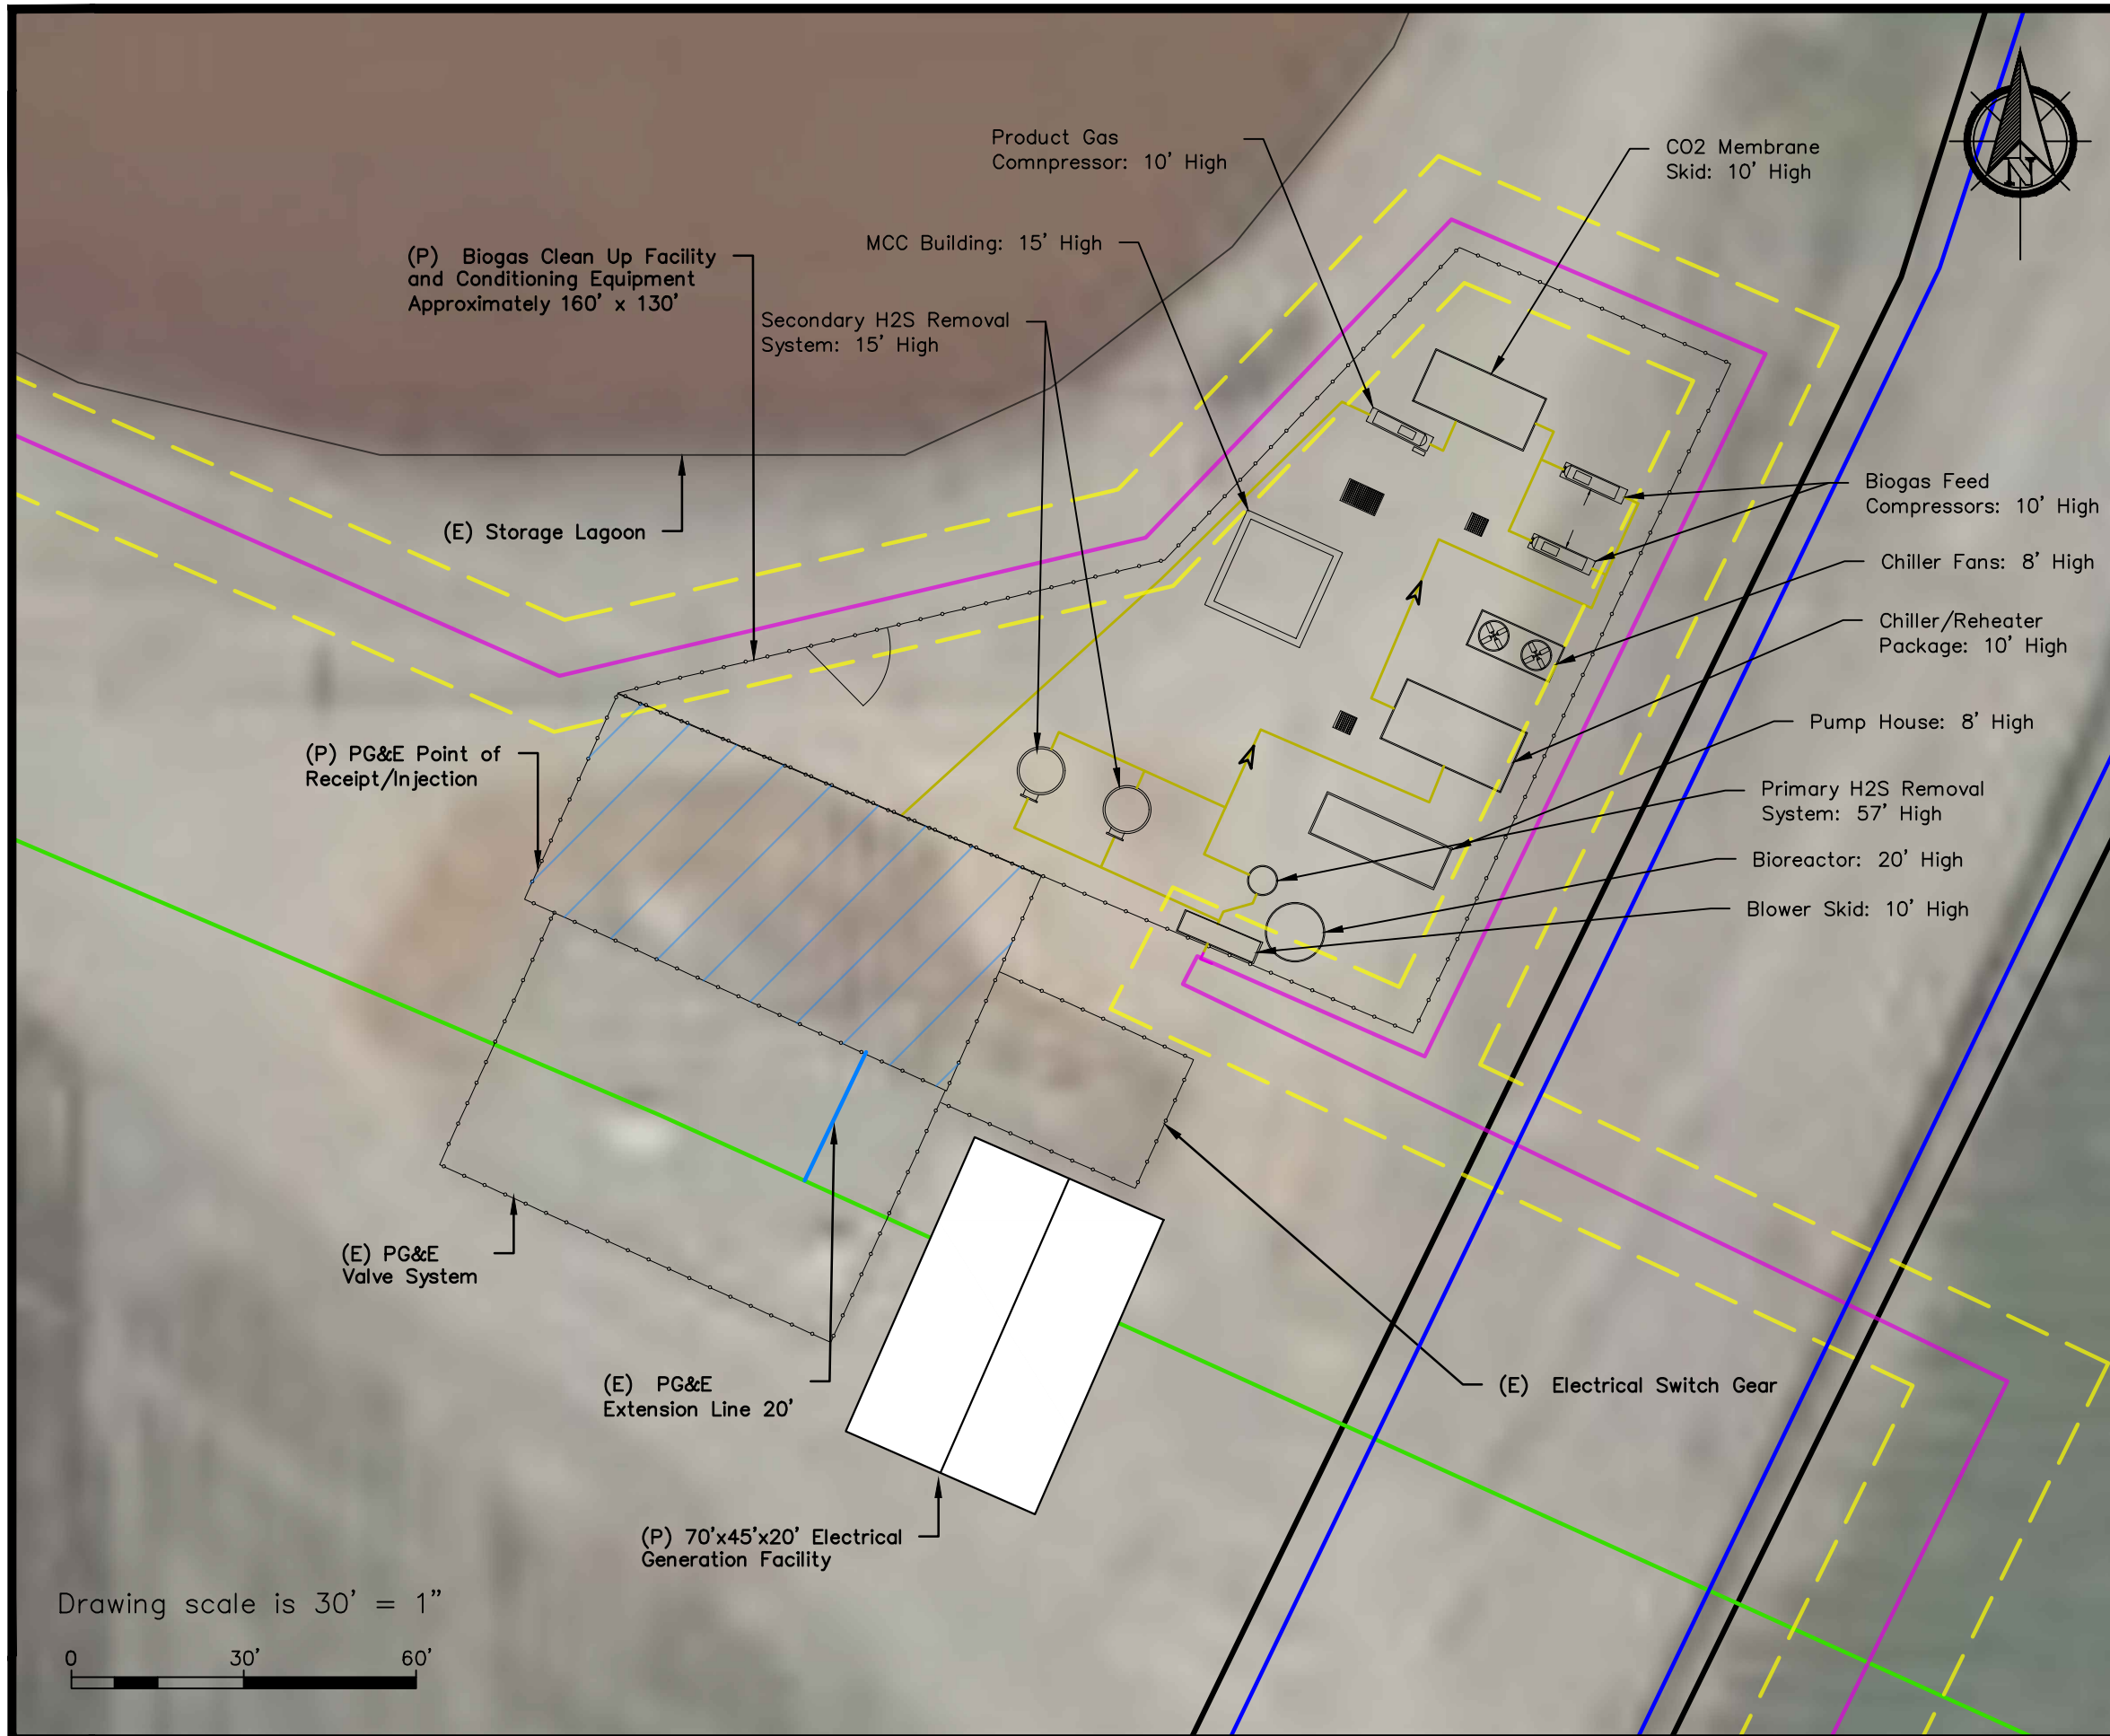 Product Gas
Comnpressor: 10' High
CO2 Membrane
Skid: 10' High
N
MCC Building: 15' High
(P) Biogas Clean Up Facility
and Conditioning Equipment
Approximately 160' x 130'
Secondary H2S Removal
System: 15' High
Biogas Feed
Compressors: 10' High
(E) Storage Lagoon
Chiller Fans: 8' High
Chiller/Reheater
Package: 10' High
Pump House: 8' High
(P) PG&E Point of
Receipt/Injection
Primary H2S Removal
System: 57' High
Bioreactor: 20' High
Blower Skid: 10' High
(E) PG&E
Valve System
(E) PG&E
Extension Line 20'
(E) Electrical Switch Gear
(P) 70'x45'x20' Electrical
Generation Facility
Drawing scale is 30' = 1"
0 30' 60'